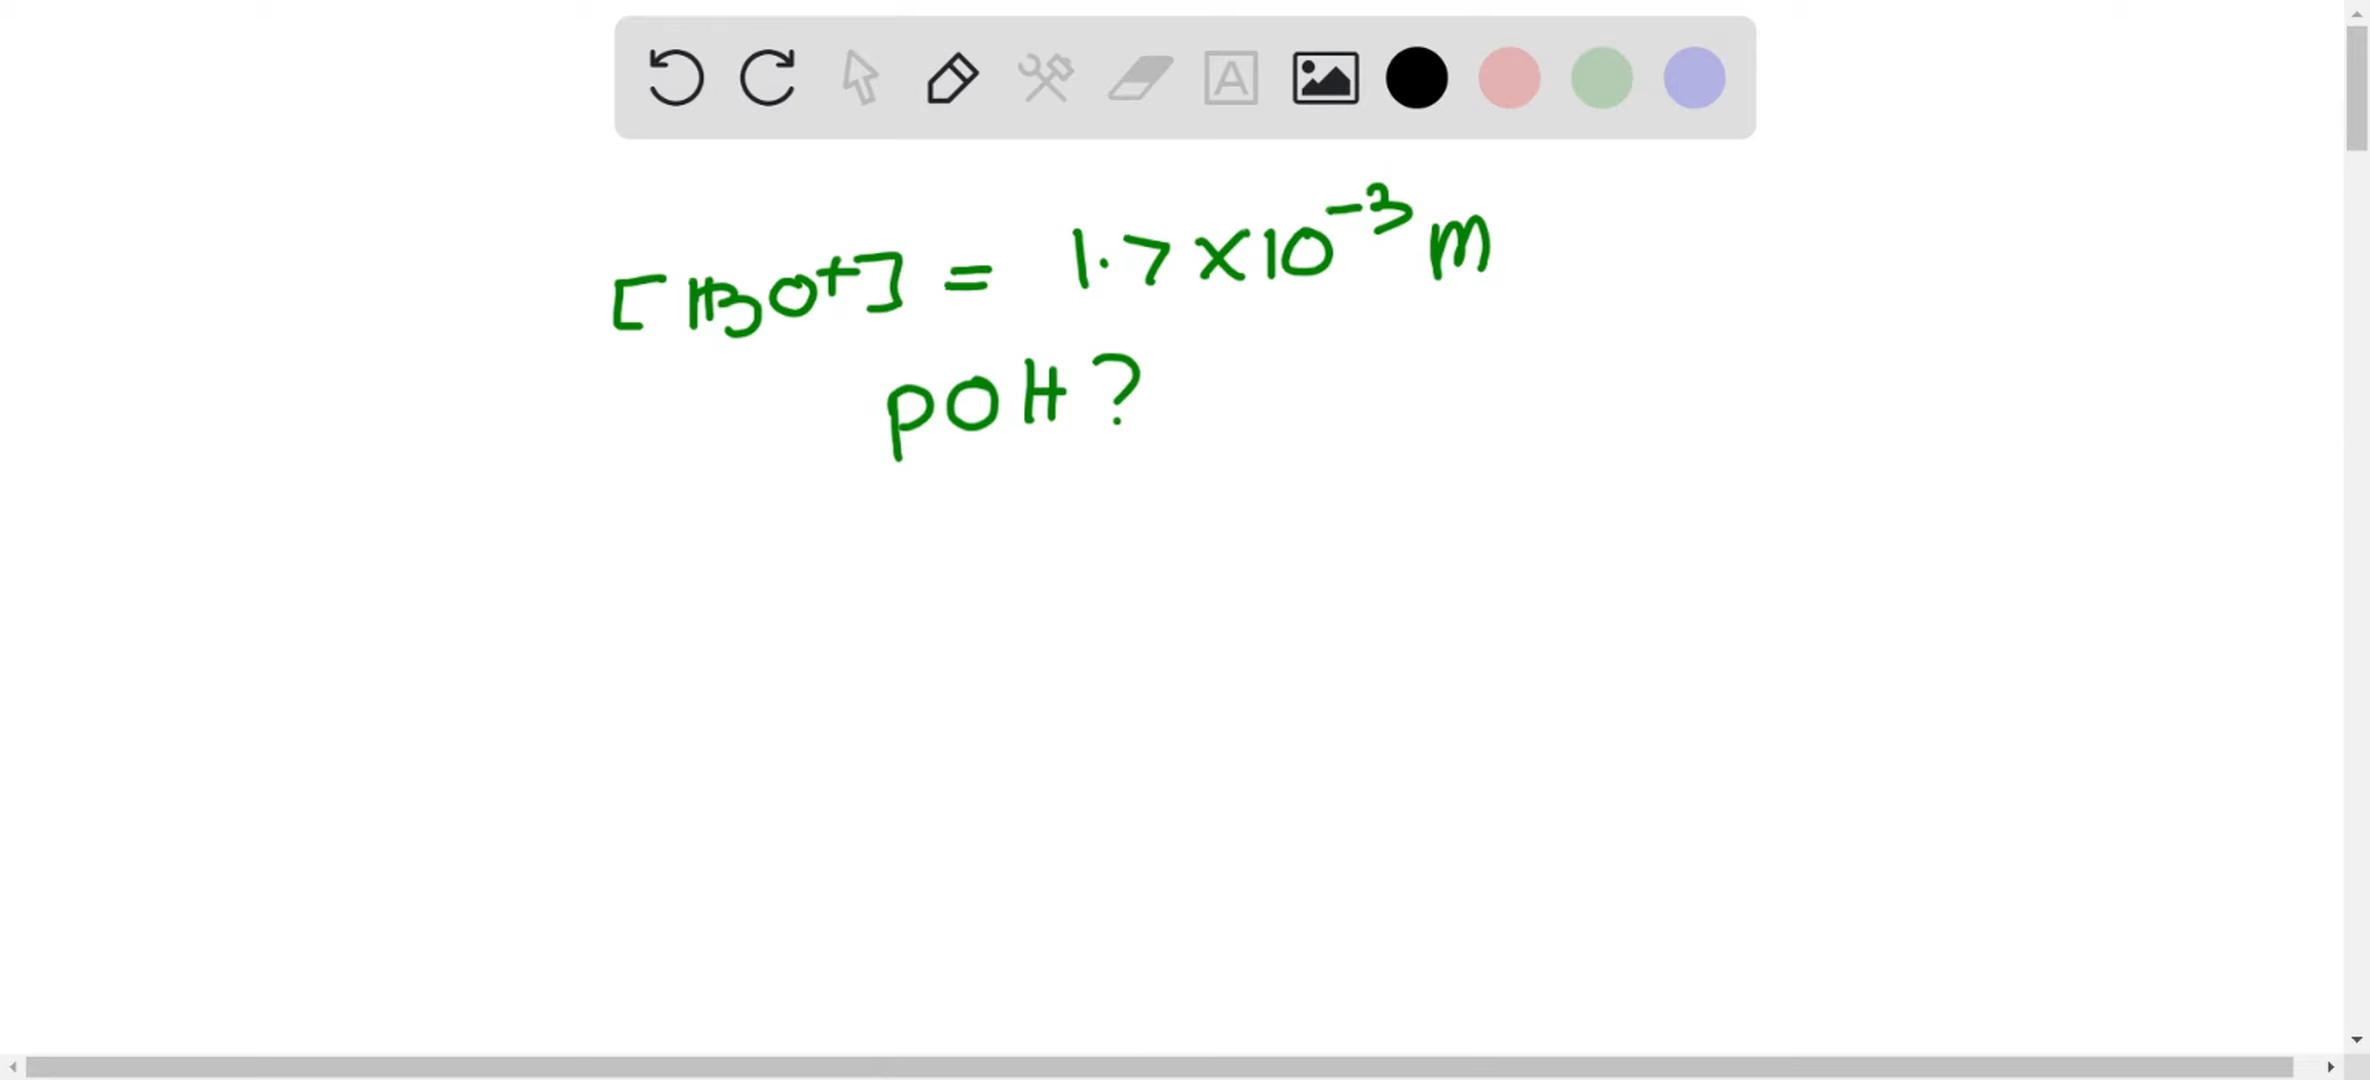 A
[H3O+] = 1.7 × 10⁻³ m
pOH ?